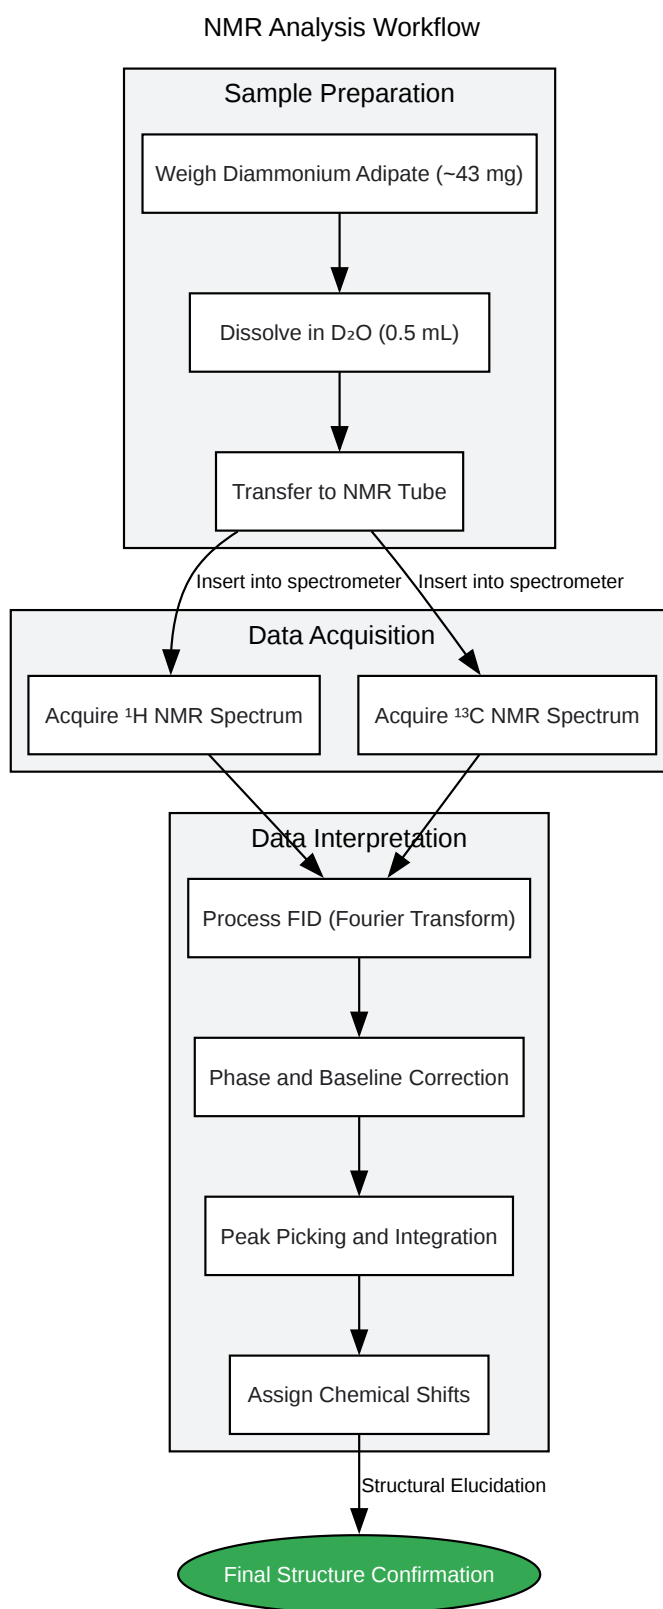 NMR Analysis Workflow
Sample Preparation
Weigh Diammonium Adipate (~43 mg)
Dissolve in D₂O (0.5 mL)
Transfer to NMR Tube
Insert into spectrometer
Insert into spectrometer
Data Acquisition
Acquire ¹H NMR Spectrum
Acquire ¹³C NMR Spectrum
Data Interpretation
Process FID (Fourier Transform)
Phase and Baseline Correction
Peak Picking and Integration
Assign Chemical Shifts
Structural Elucidation
Final Structure Confirmation